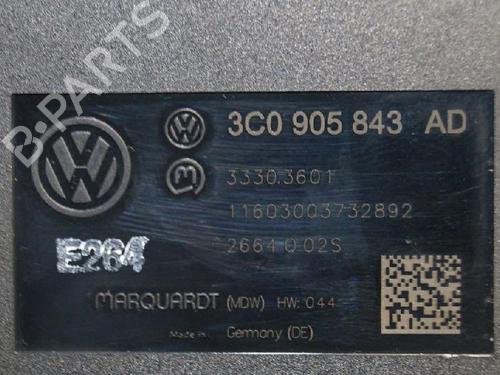 B-PARTS
3C0 905 843 AD
3330.3601
11603003732892
2664 0 02S
E264
MARQUARDT (MDW) HW: 044
Made in: Germany (DE)